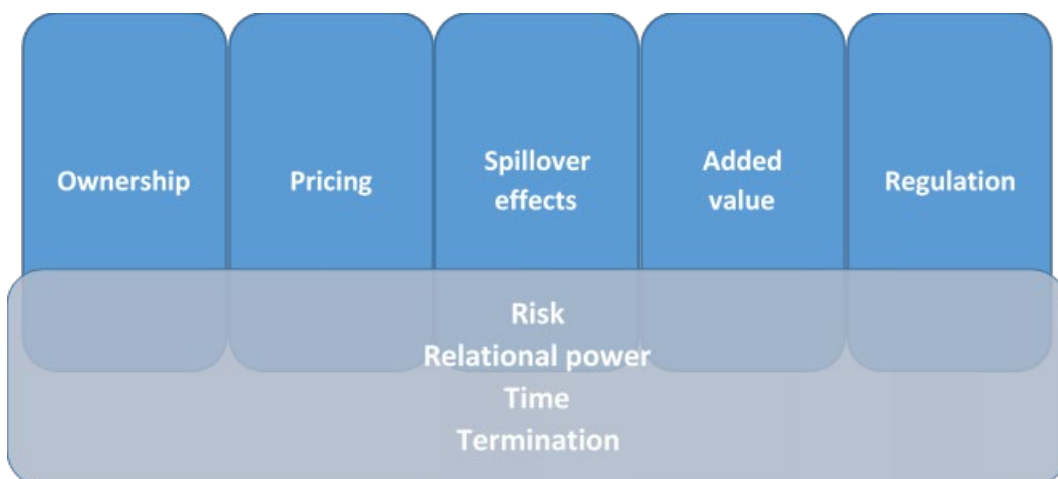 Ownership
Pricing
Spillover
effects
Added
value
Regulation
Risk
Relational power
Time
Termination